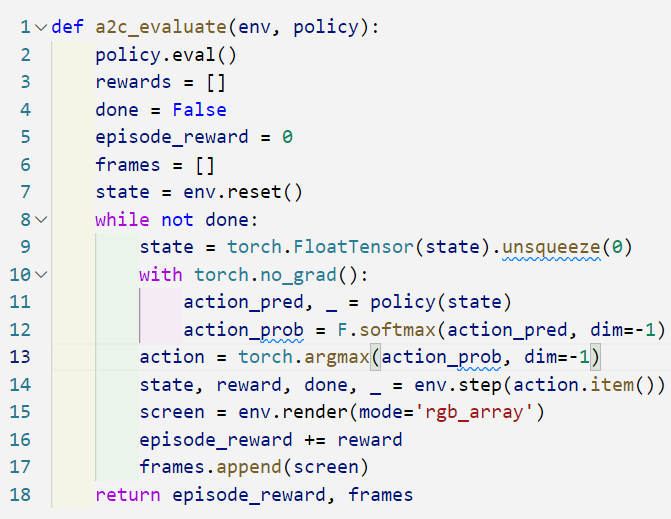 1 def a2c_evaluate(env, policy):
2 policy.eval()
3 rewards = []
4 done = False
5 episode_reward = 0
6 frames = []
7 state = env.reset()
8 while not done:
9 state = torch.FloatTensor(state).unsqueeze(0)
10 with torch.no_grad():
11 action_pred, _ = policy(state)
12 action_prob = F.softmax(action_pred, dim=-1)
13 action = torch.argmax(action_prob, dim=-1)
14 state, reward, done, _ = env.step(action.item())
15 screen = env.render(mode='rgb_array')
16 episode_reward += reward
17 frames.append(screen)
18 return episode_reward, frames